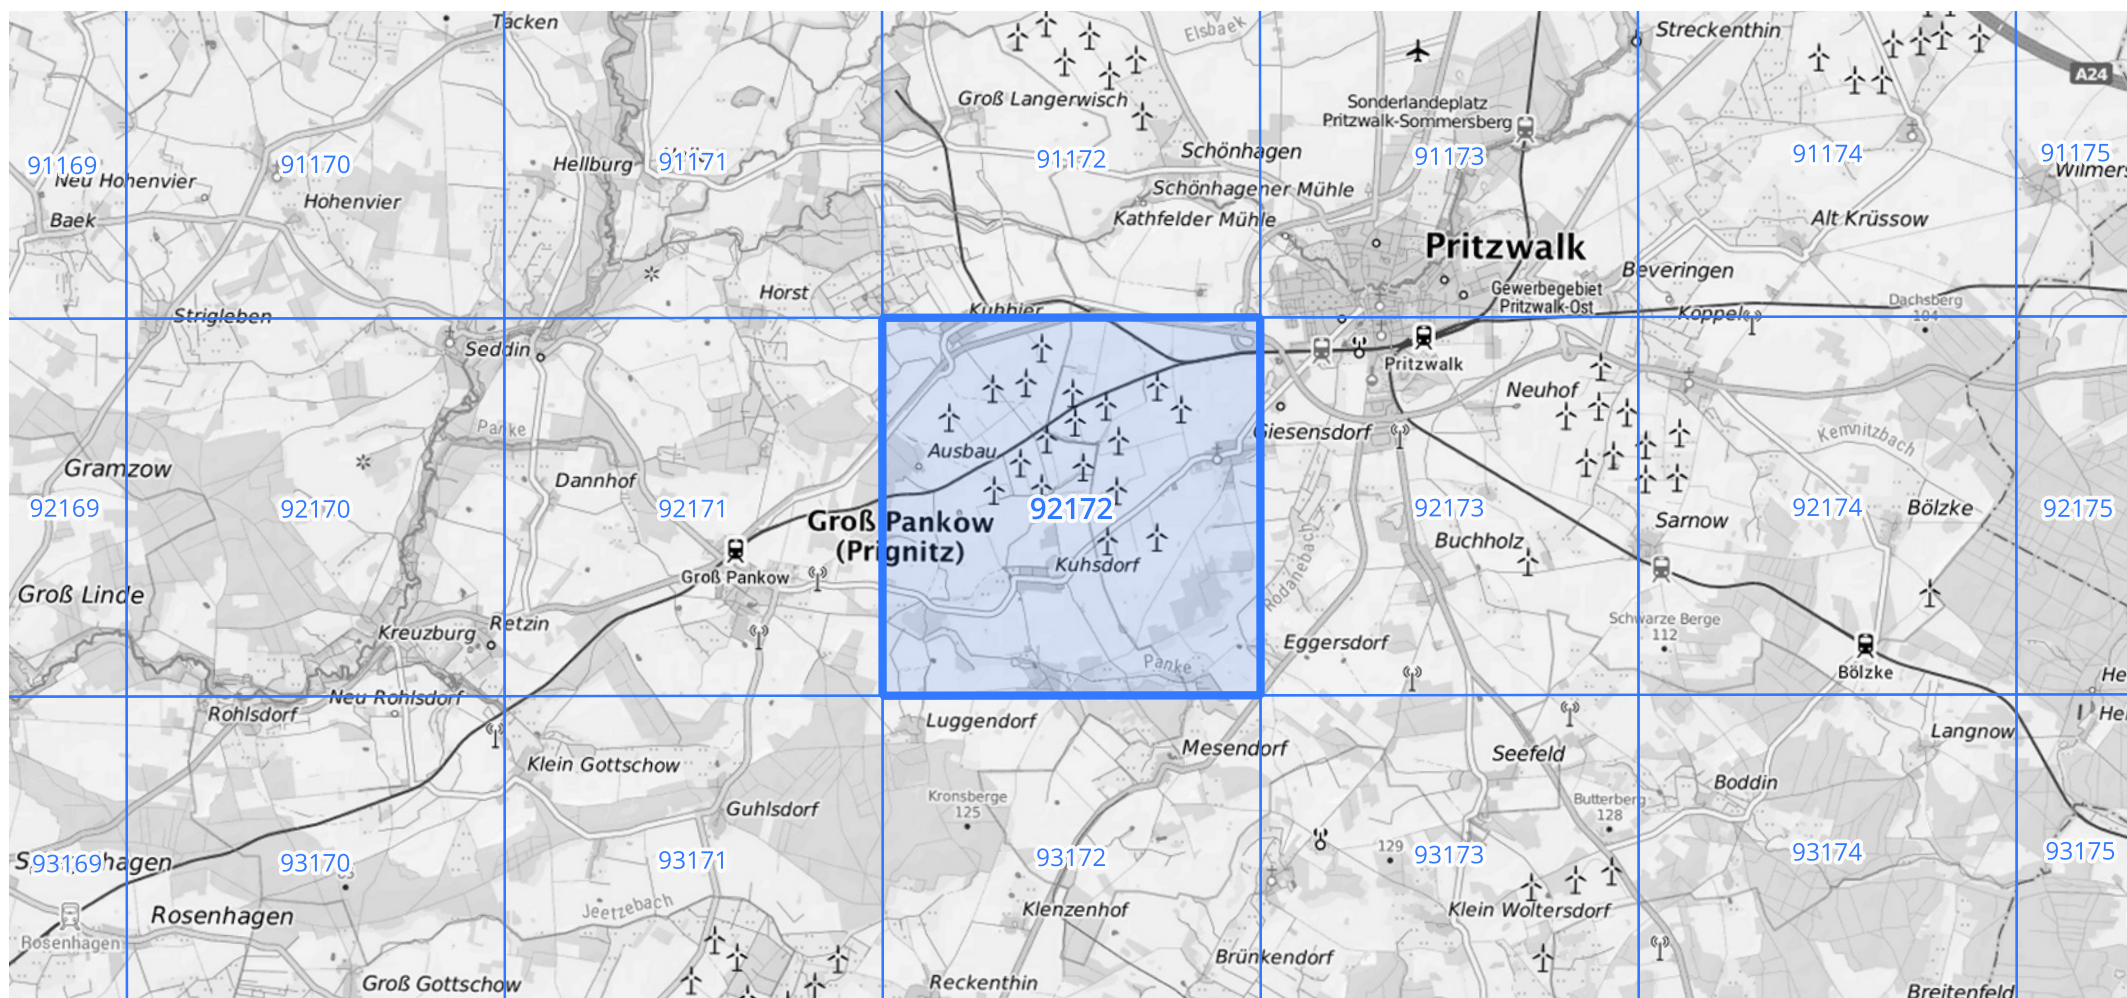 Tacken
Elsbaek
Streckenthin
A24
Groß Langerwisch
Sonderlandeplatz
Pritzwalk-Sommersberg
Hellburg
Schönhagen
91169
91170
91171
91172
91173
91174
91175
Neu Hohenvier
Hohenvier
Schönhagener Mühle
Baek
Kathfelder Mühle
Alt Krüssow
Pritzwalk
Beveringen
Horst
Gewerbegebiet
Pritzwalk-Ost
Dachsberg
104
Strigleben
Kuhbier
Koppel
Seddin
Pritzwalk
Neuhof
Panke
Giesensdorf
Kemnitzbach
Ausbau
Gramzow
Dannhof
92169
92170
92171
92172
92173
92174
92175
Bölzke
Groß Pankow
(Prignitz)
Sarnow
Buchholz
Kuhsdorf
Rodanebach
Groß Pankow
Groß Linde
Schwarze Berge
112
Retzin
Kreuzburg
Eggersdorf
Panke
Bölzke
He
Neu Rohlsdorf
Rohlsdorf
Luggendorf
Langnow
Mesendorf
Seefeld
Klein Gottschow
Boddin
Kronsberge
125
Butterberg
128
Guhlsdorf
129
93169
93170
93171
93172
93173
93174
93175
Rosenhagen
Jeetzebach
Klenzenhof
Klein Woltersdorf
Rosenhagen
Brünkendorf
Groß Gottschow
Reckenthin
Breitenfeld